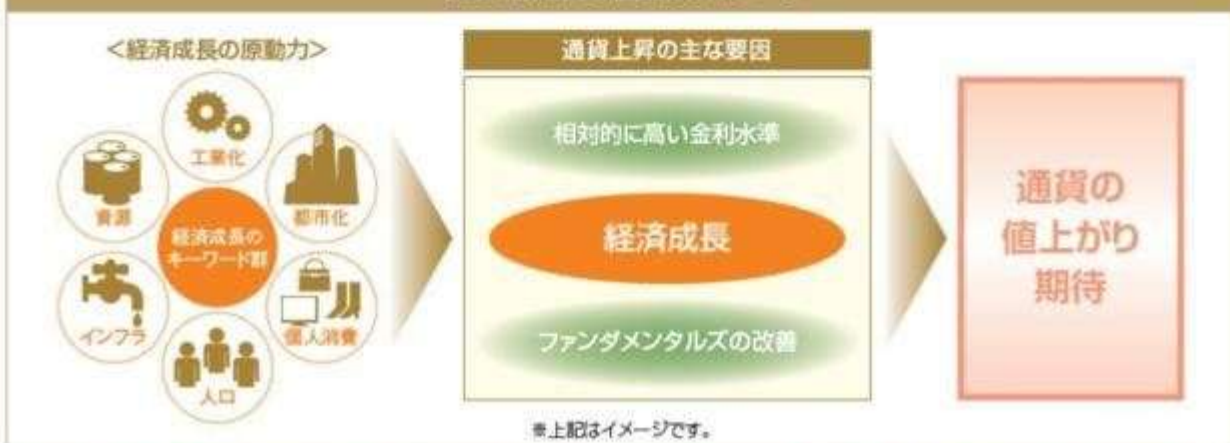 <経済成長の原動力>
工業化
資源
都市化
経済成長の
キーワード群
インフラ
個人消費
人口
通貨上昇の主な要因
相対的に高い金利水準
経済成長
ファンダメンタルズの改善
通貨の
値上がり
期待
※上記はイメージです。